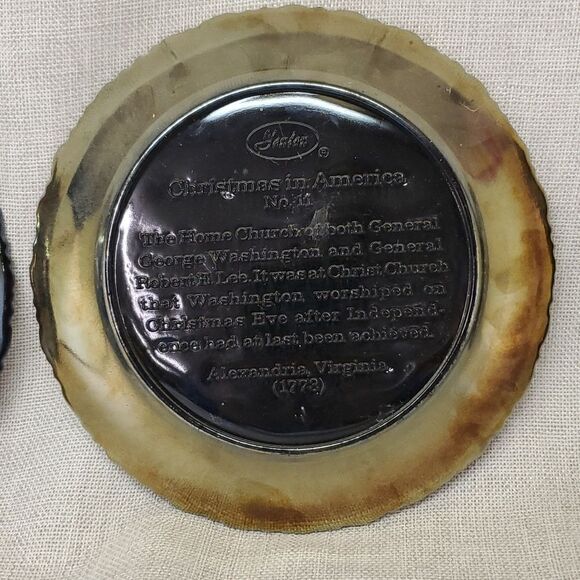 Fenton
®
Christmas in America
No. 11
The Home Church of both General
George Washington and General
Robert E. Lee. It was at Christ Church
that Washington worshiped on
Christmas Eve after Independ-
ence had at last been achieved.
Alexandria, Virginia
(1773)